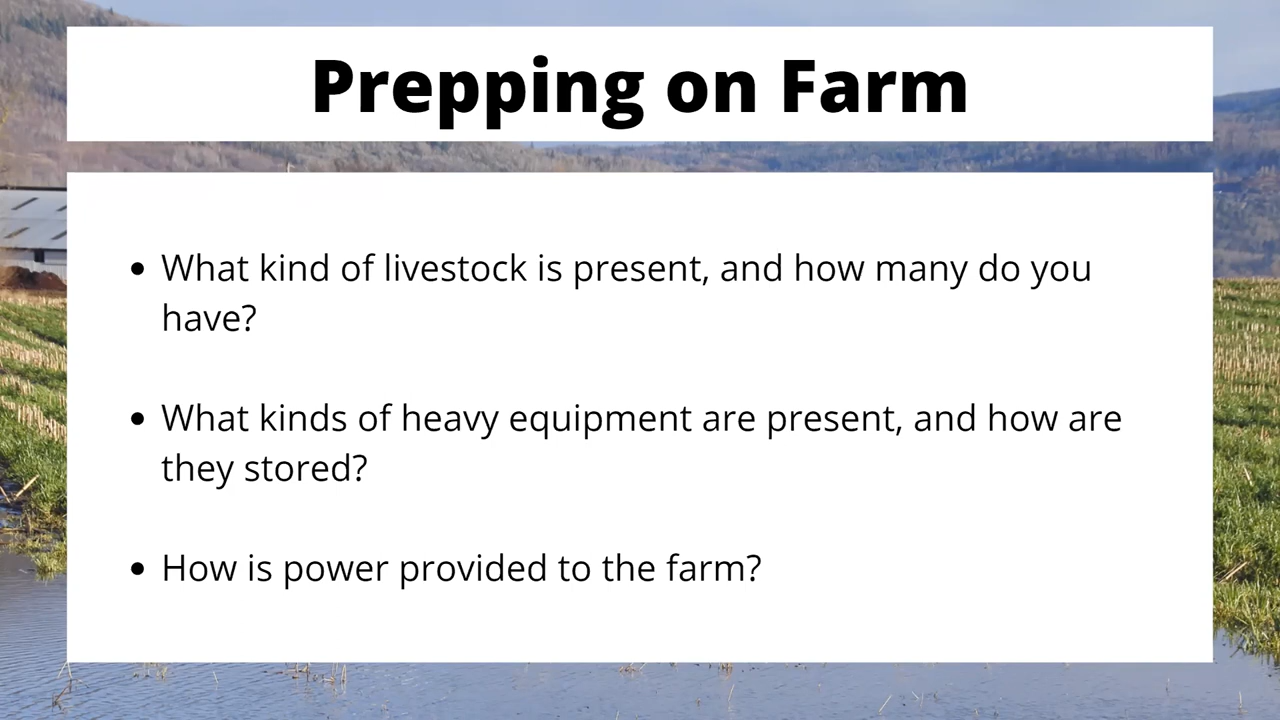 Prepping on Farm
• What kind of livestock is present, and how many do you
have?
• What kinds of heavy equipment are present, and how are
they stored?
• How is power provided to the farm?